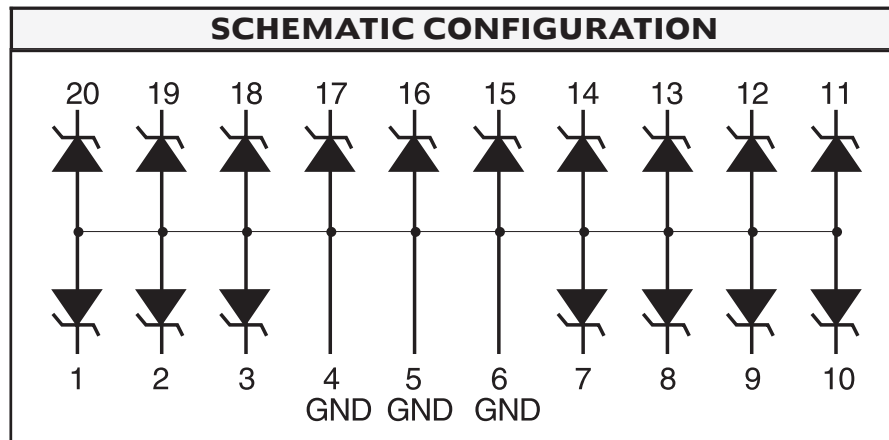 SCHEMATIC CONFIGURATION
20 19 18 17 16 15 14 13 12 11
1 2 3 4 5 6 7 8 9 10
GND GND GND